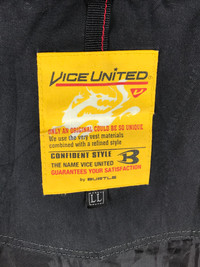 VICE UNITED
ONLY AN ORIGINAL COULD BE SO UNIQUE
We use the very best materials
combined with a refined style
CONFIDENT STYLE B
THE NAME VICE UNITED
GUARANTEES YOUR SATISFACTION
by BURTLE
LL